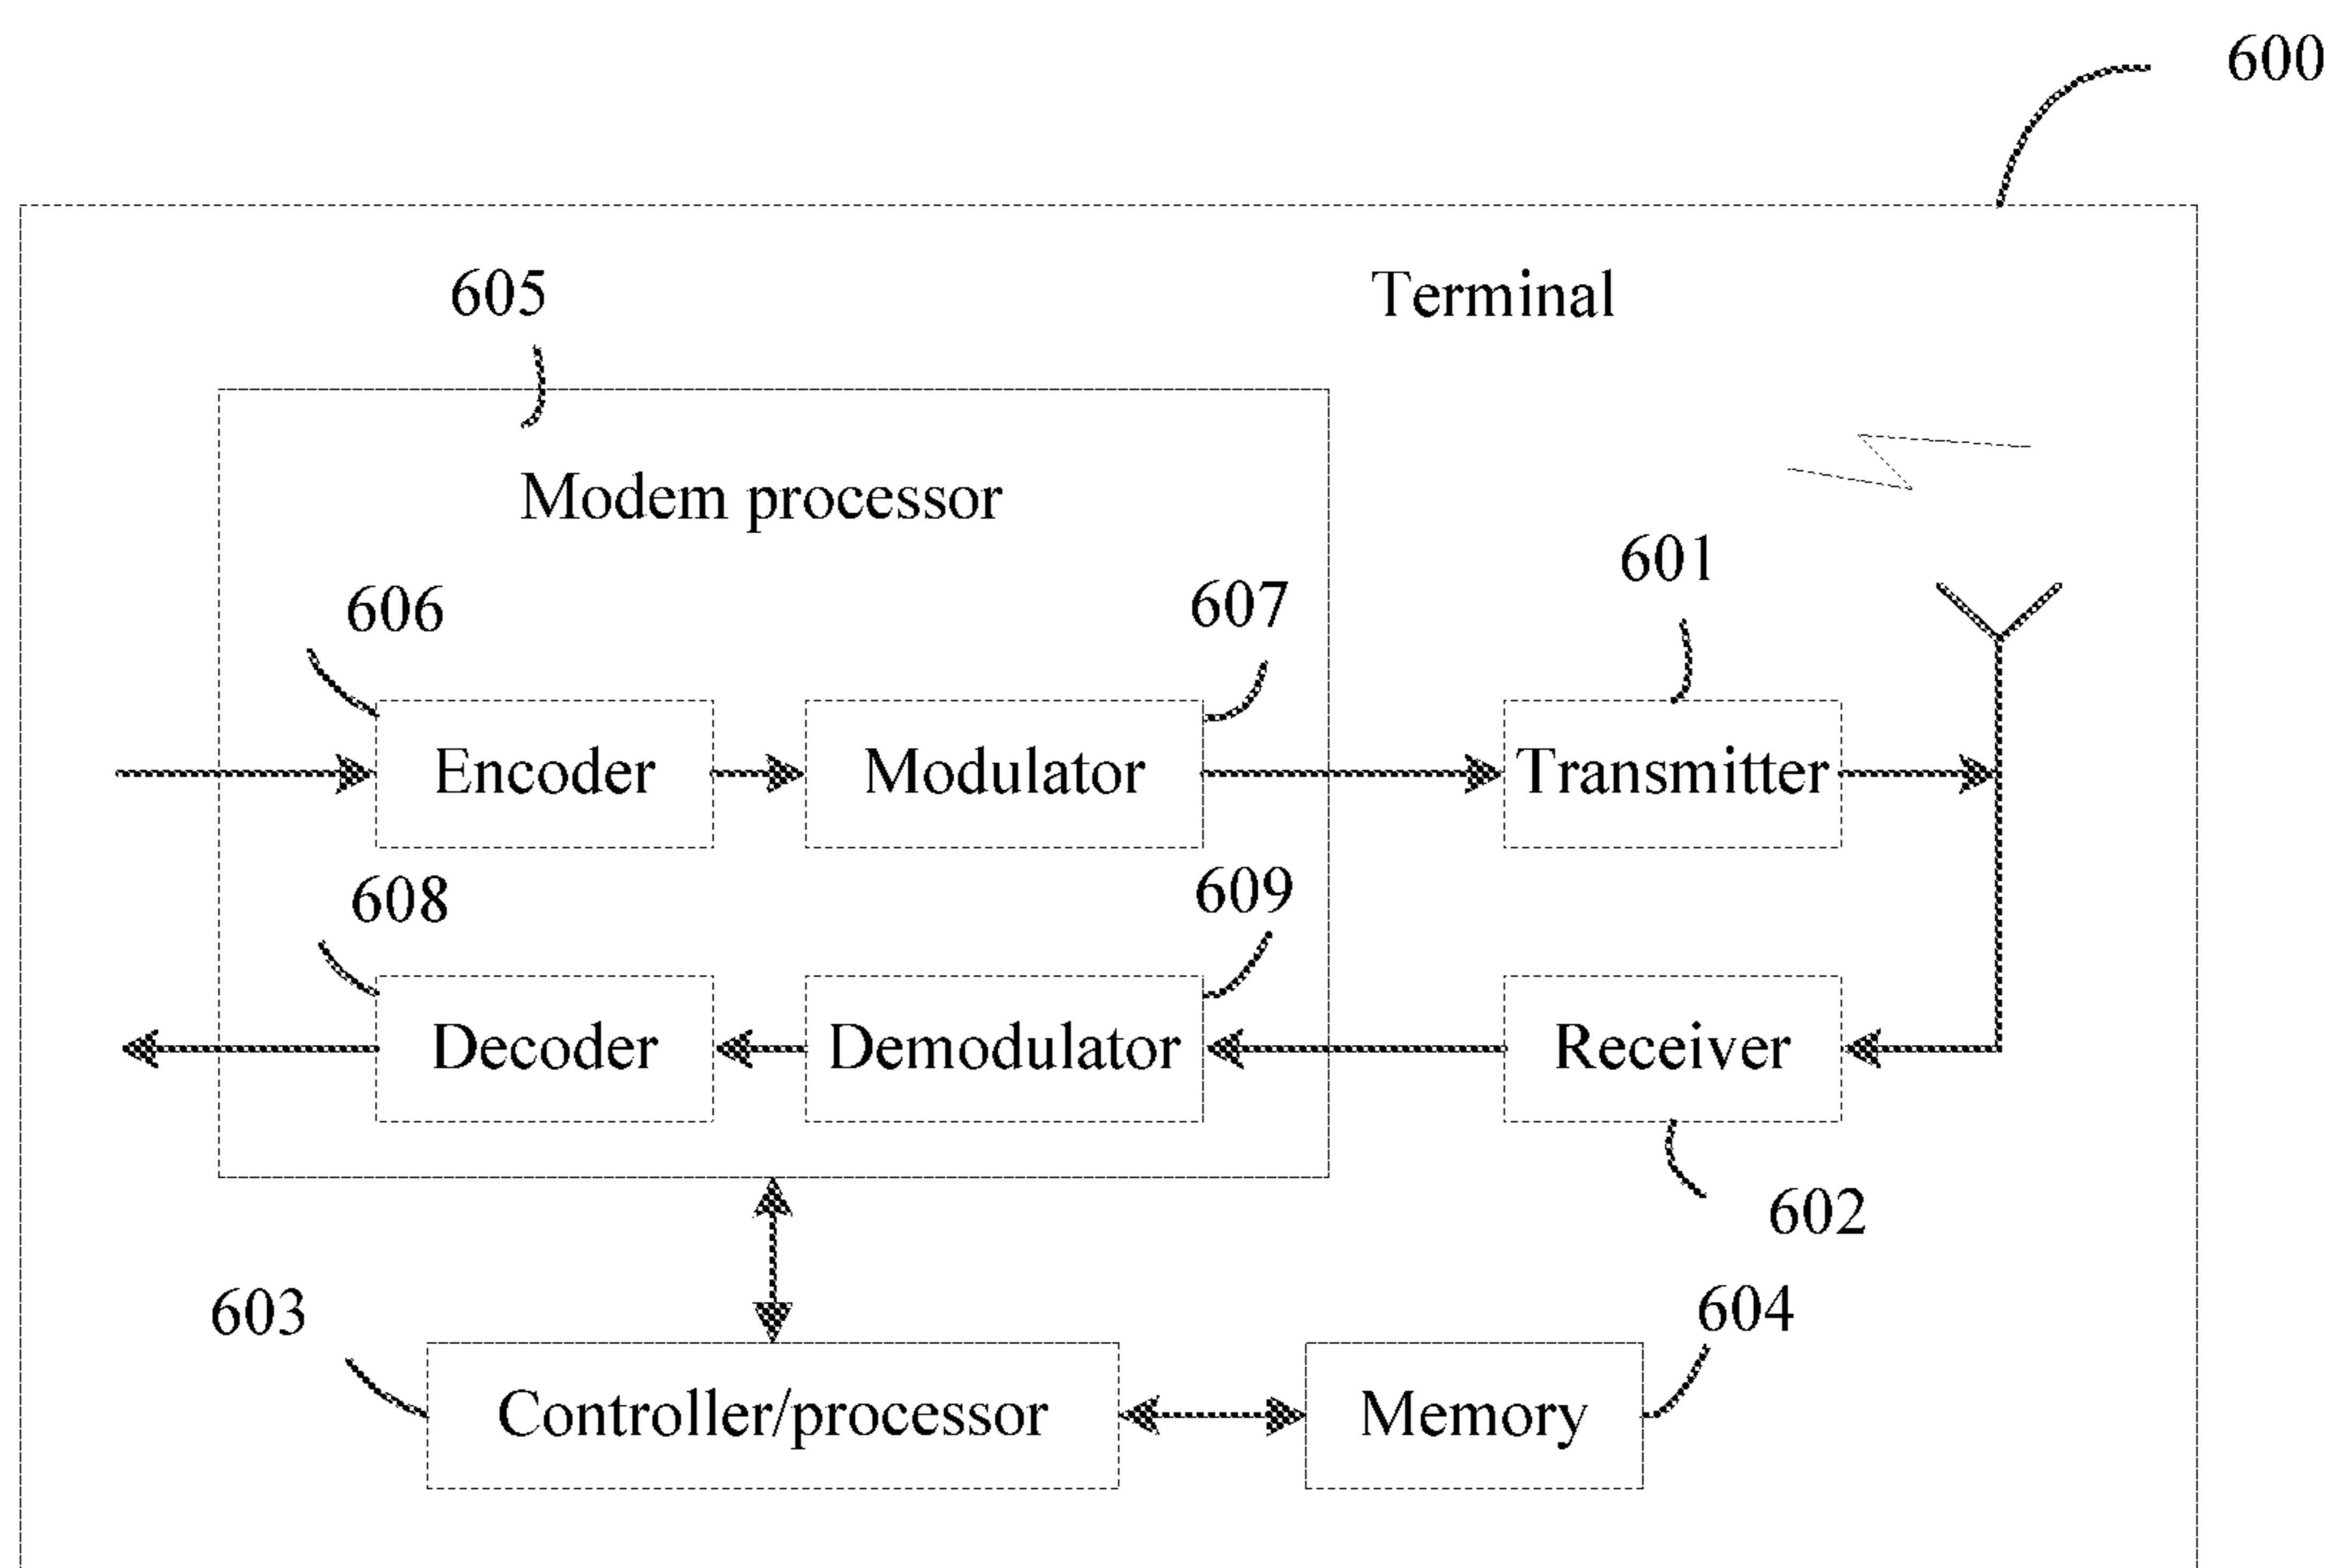 600
605
Terminal
Modem processor
601
606
607
Encoder
Modulator
Transmitter
608
609
Decoder
Demodulator
Receiver
602
603
604
Controller/processor
Memory